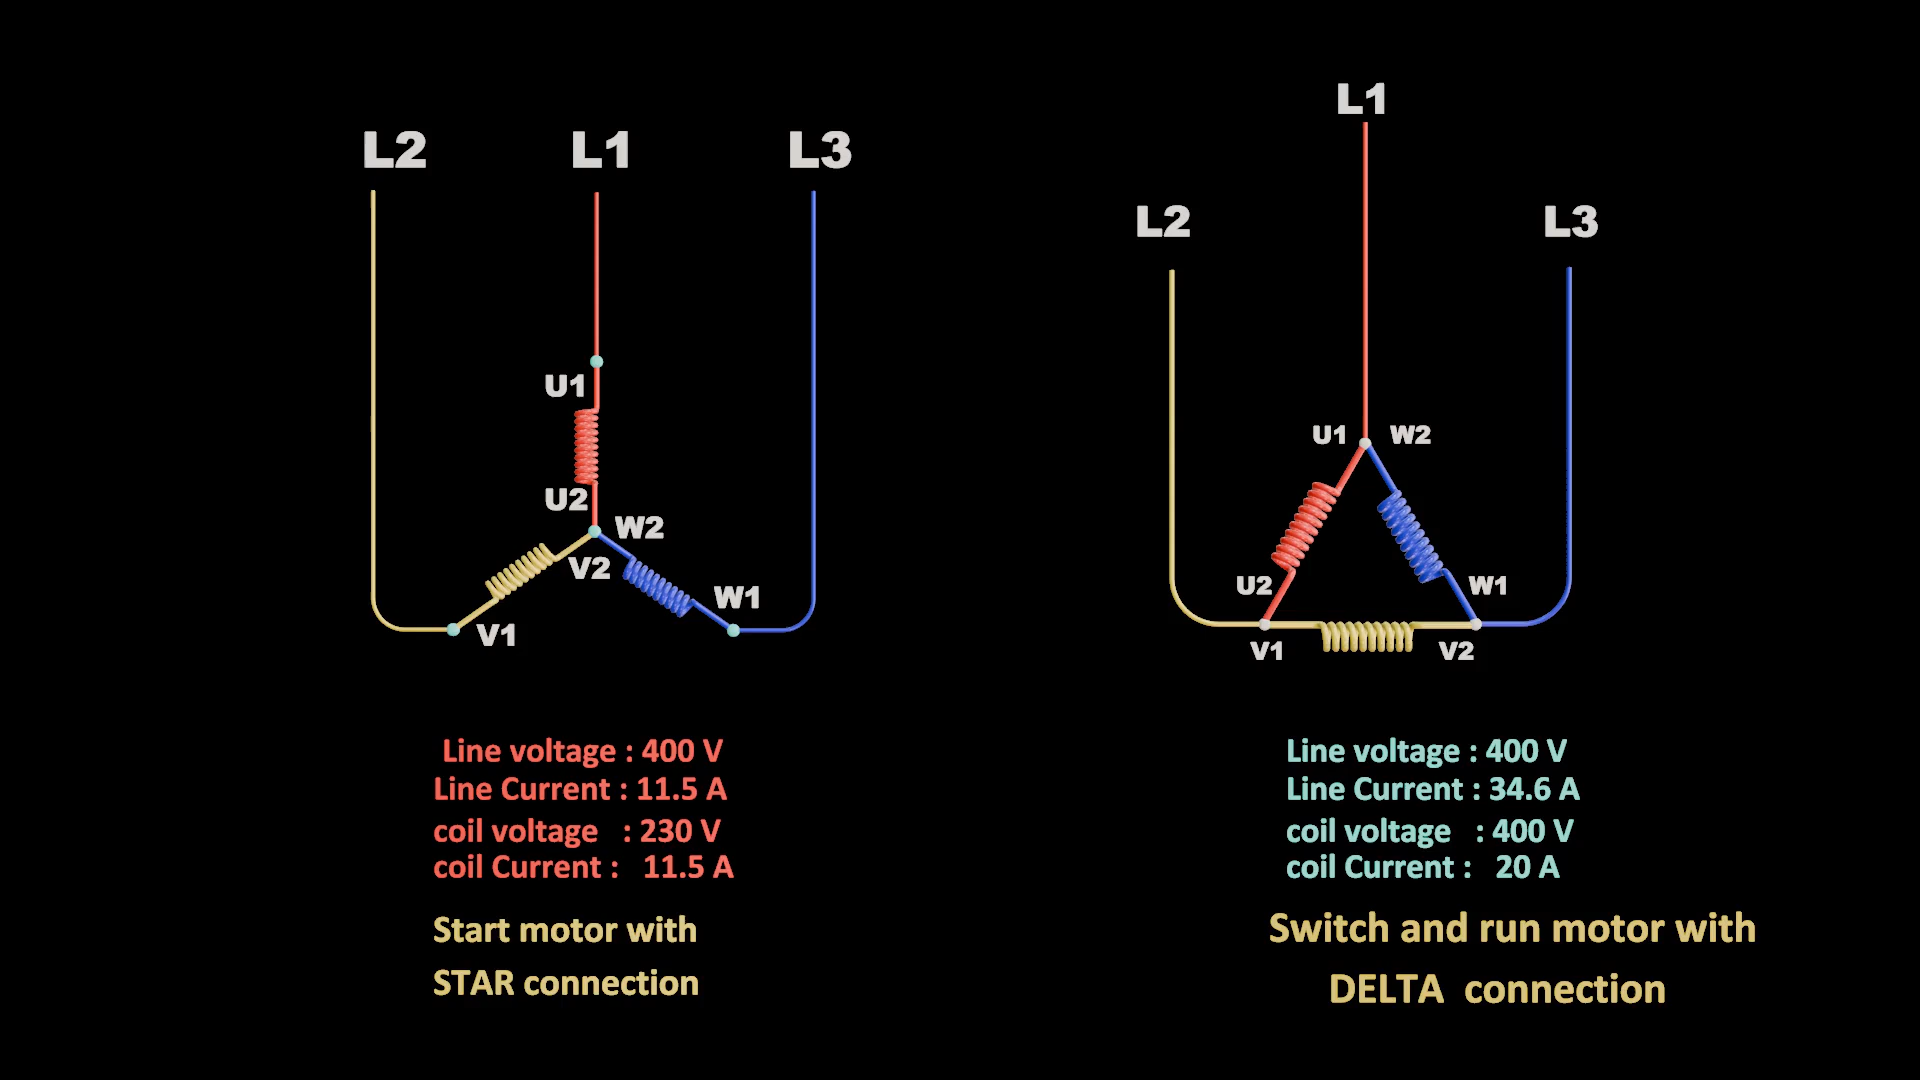 L2 L1 L3
U1
U2
W2
V2
W1
V1
Line voltage : 400 V
Line Current : 11.5 A
coil voltage : 230 V
coil Current : 11.5 A
Start motor with
STAR connection
L1
L2 L3
U1 W2
U2 W1
V1 V2
Line voltage : 400 V
Line Current : 34.6 A
coil voltage : 400 V
coil Current : 20 A
Switch and run motor with
DELTA connection